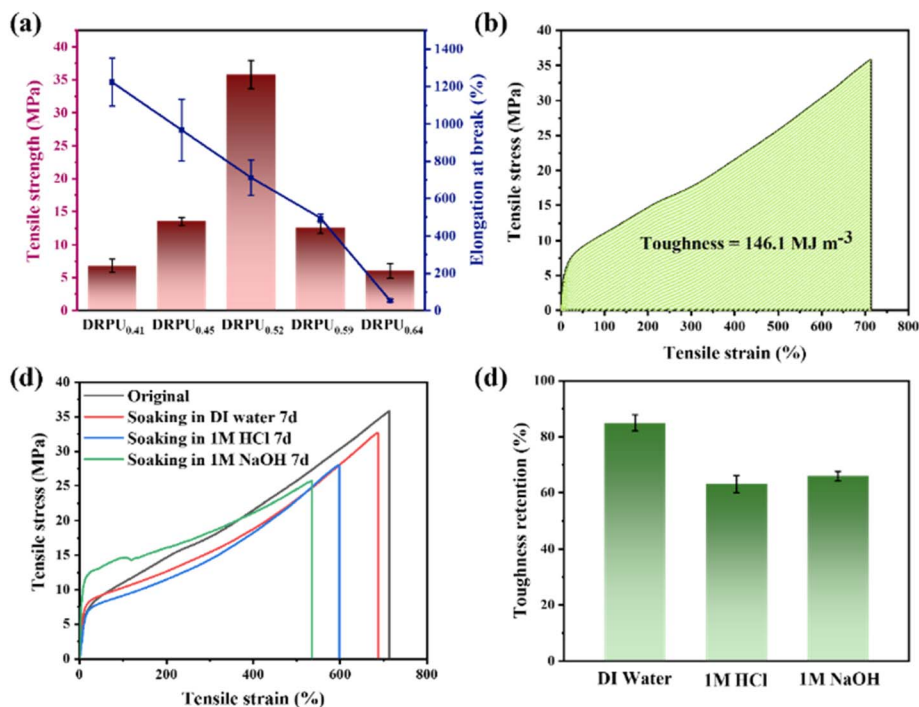 (a)
Tensile strength (MPa)
40
35
30
25
20
15
10
5
0
1400
1200
1000
800
600
400
200
0
Elongation at break (%)
DRPU0.41 DRPU0.45 DRPU0.52 DRPU0.59 DRPU0.64
(b)
Tensile stress (MPa)
40
35
30
25
20
15
10
5
0
Toughness = 146.1 MJ m-3
0 100 200 300 400 500 600 700 800
Tensile strain (%)
(d)
Tensile stress (MPa)
40
35
30
25
20
15
10
5
0
Original
Soaking in DI water 7d
Soaking in 1M HCl 7d
Soaking in 1M NaOH 7d
0 200 400 600 800
Tensile strain (%)
(d)
Toughness retention (%)
100
80
60
40
20
0
DI Water 1M HCl 1M NaOH